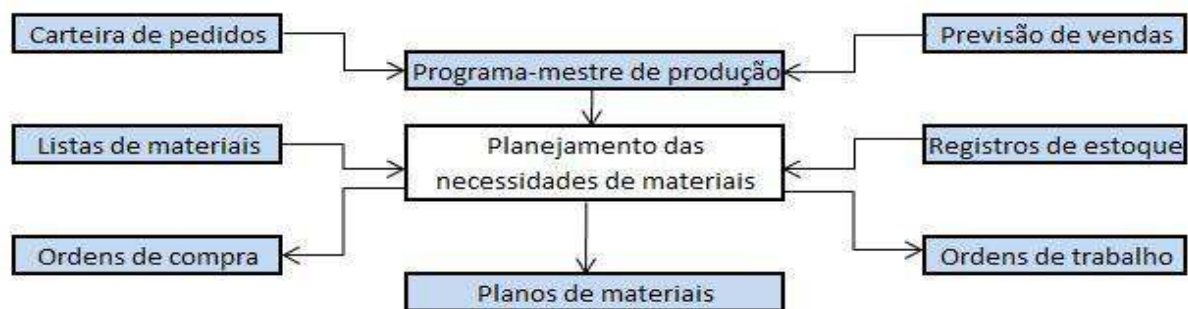 Carteira de pedidos
Previsão de vendas
Programa-mestre de produção
Listas de materiais
Planejamento das
necessidades de materiais
Registros de estoque
Ordens de compra
Ordens de trabalho
Planos de materiais